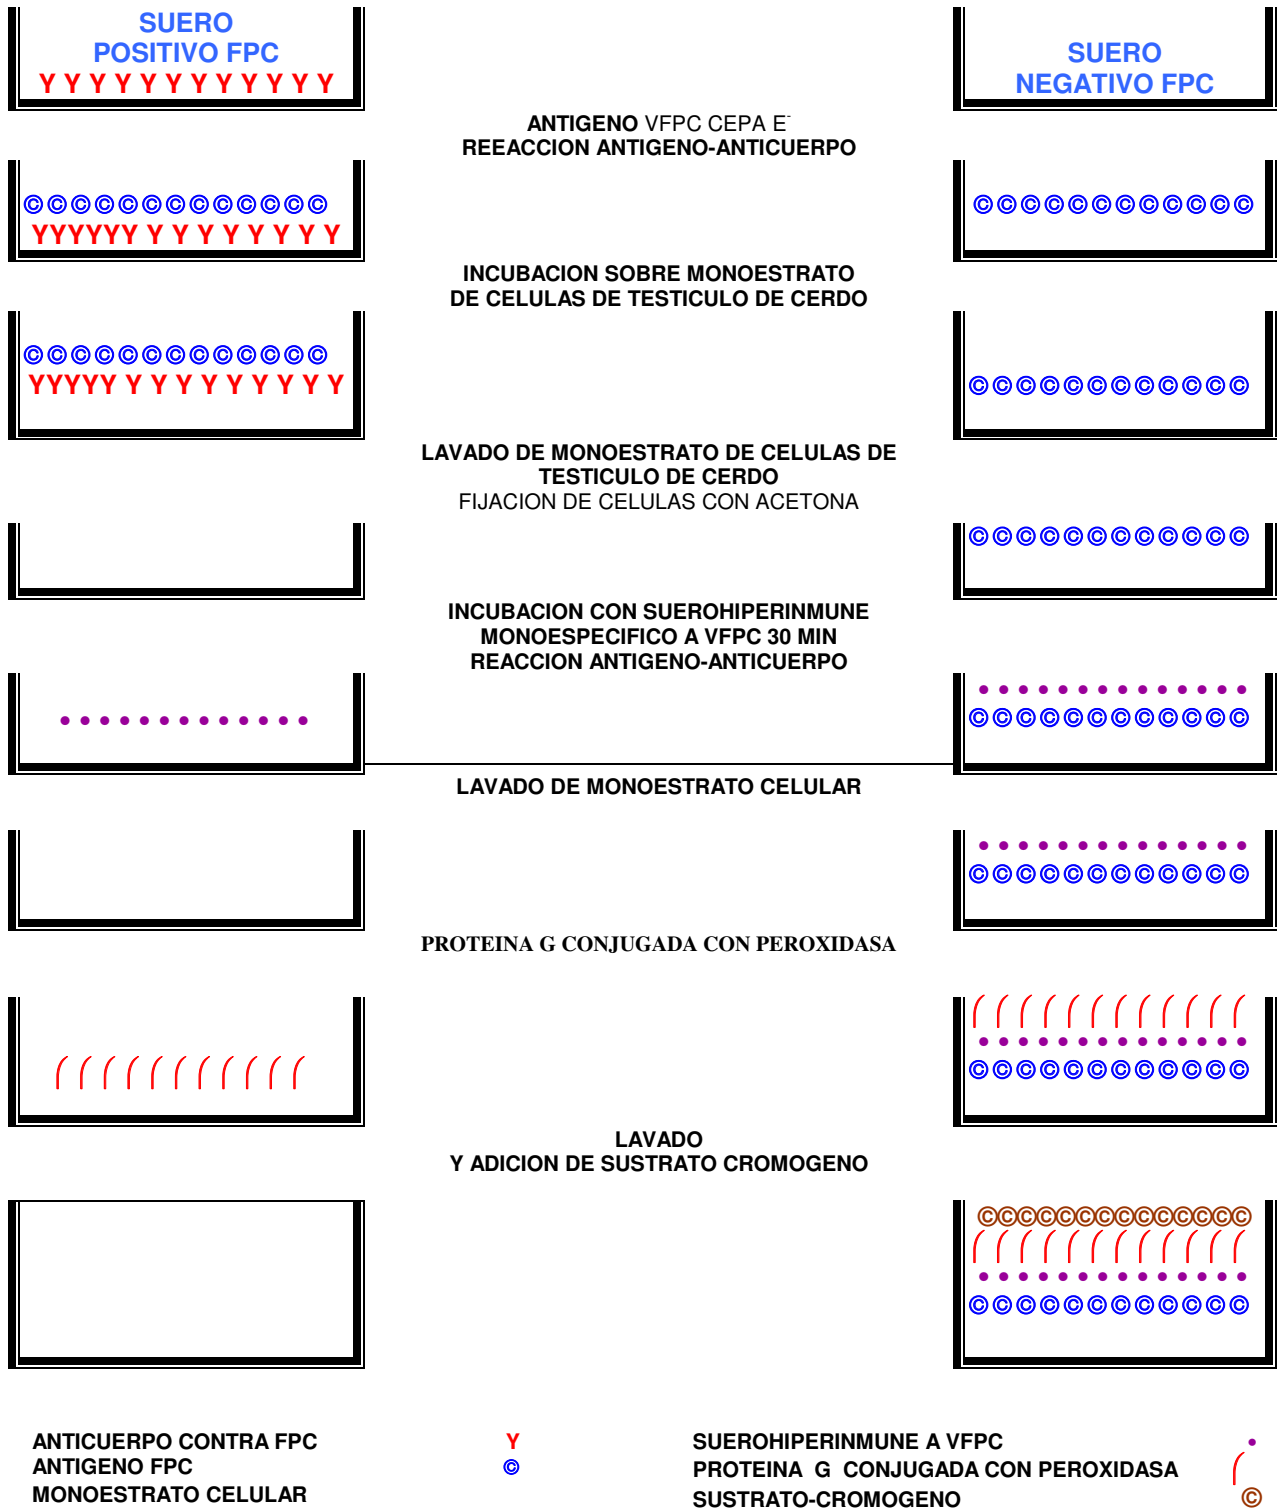 SUERO
POSITIVO FPC
Y Y Y Y Y Y Y Y Y Y Y Y
SUERO
NEGATIVO FPC
ANTIGENO VFPC CEPA E-
REEACCION ANTIGENO-ANTICUERPO
© © © © © © © © © © © © ©
YYYYYY Y Y Y Y Y Y Y Y
© © © © © © © © © © © ©
INCUBACION SOBRE MONOESTRATO
DE CELULAS DE TESTICULO DE CERDO
© © © © © © © © © © © © ©
YYYYY Y Y Y Y Y Y Y Y Y
© © © © © © © © © © © ©
LAVADO DE MONOESTRATO DE CELULAS DE
TESTICULO DE CERDO
FIJACION DE CELULAS CON ACETONA
© © © © © © © © © © © ©
INCUBACION CON SUEROHIPERINMUNE
MONOESPECIFICO A VFPC 30 MIN
REACCION ANTIGENO-ANTICUERPO
• • • • • • • • • • • • •
• • • • • • • • • • • • • •
© © © © © © © © © © © ©
LAVADO DE MONOESTRATO CELULAR
• • • • • • • • • • • • • •
© © © © © © © © © © © ©
PROTEINA G CONJUGADA CON PEROXIDASA
( ( ( ( ( ( ( ( ( ( (
( ( ( ( ( ( ( ( ( ( ( (
• • • • • • • • • • • • • •
© © © © © © © © © © © ©
LAVADO
Y ADICION DE SUSTRATO CROMOGENO
©©©©©©©©©©©©©©
( ( ( ( ( ( ( ( ( ( ( (
• • • • • • • • • • • • • •
© © © © © © © © © © © ©
ANTICUERPO CONTRA FPC Y
ANTIGENO FPC ©
MONOESTRATO CELULAR
SUEROHIPERINMUNE A VFPC •
PROTEINA G CONJUGADA CON PEROXIDASA (
SUSTRATO-CROMOGENO ©